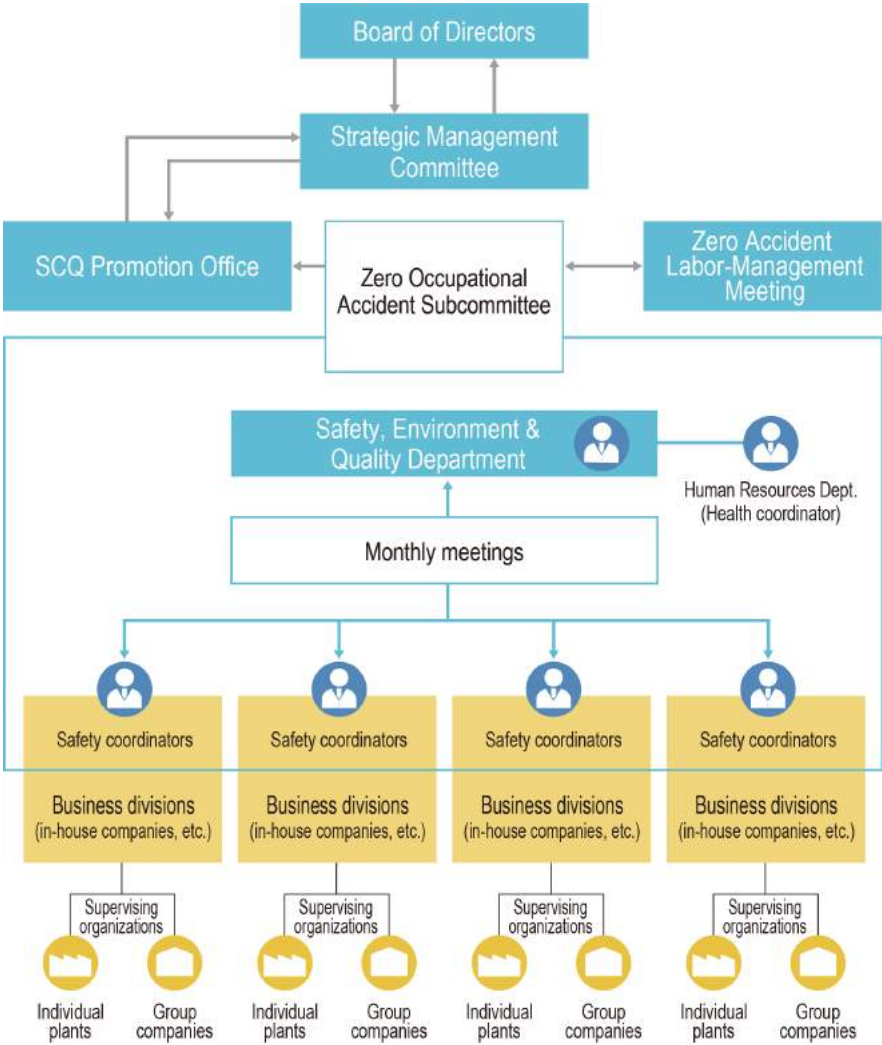 Board of Directors
Strategic Management
Committee
SCQ Promotion Office
Zero Occupational
Accident Subcommittee
Zero Accident
Labor-Management
Meeting
Safety, Environment &
Quality Department
Human Resources Dept.
(Health coordinator)
Monthly meetings
Safety coordinators
Safety coordinators
Safety coordinators
Safety coordinators
Business divisions
(in-house companies, etc.)
Business divisions
(in-house companies, etc.)
Business divisions
(in-house companies, etc.)
Business divisions
(in-house companies, etc.)
Supervising
organizations
Supervising
organizations
Supervising
organizations
Supervising
organizations
Individual
plants
Group
companies
Individual
plants
Group
companies
Individual
plants
Group
companies
Individual
plants
Group
companies